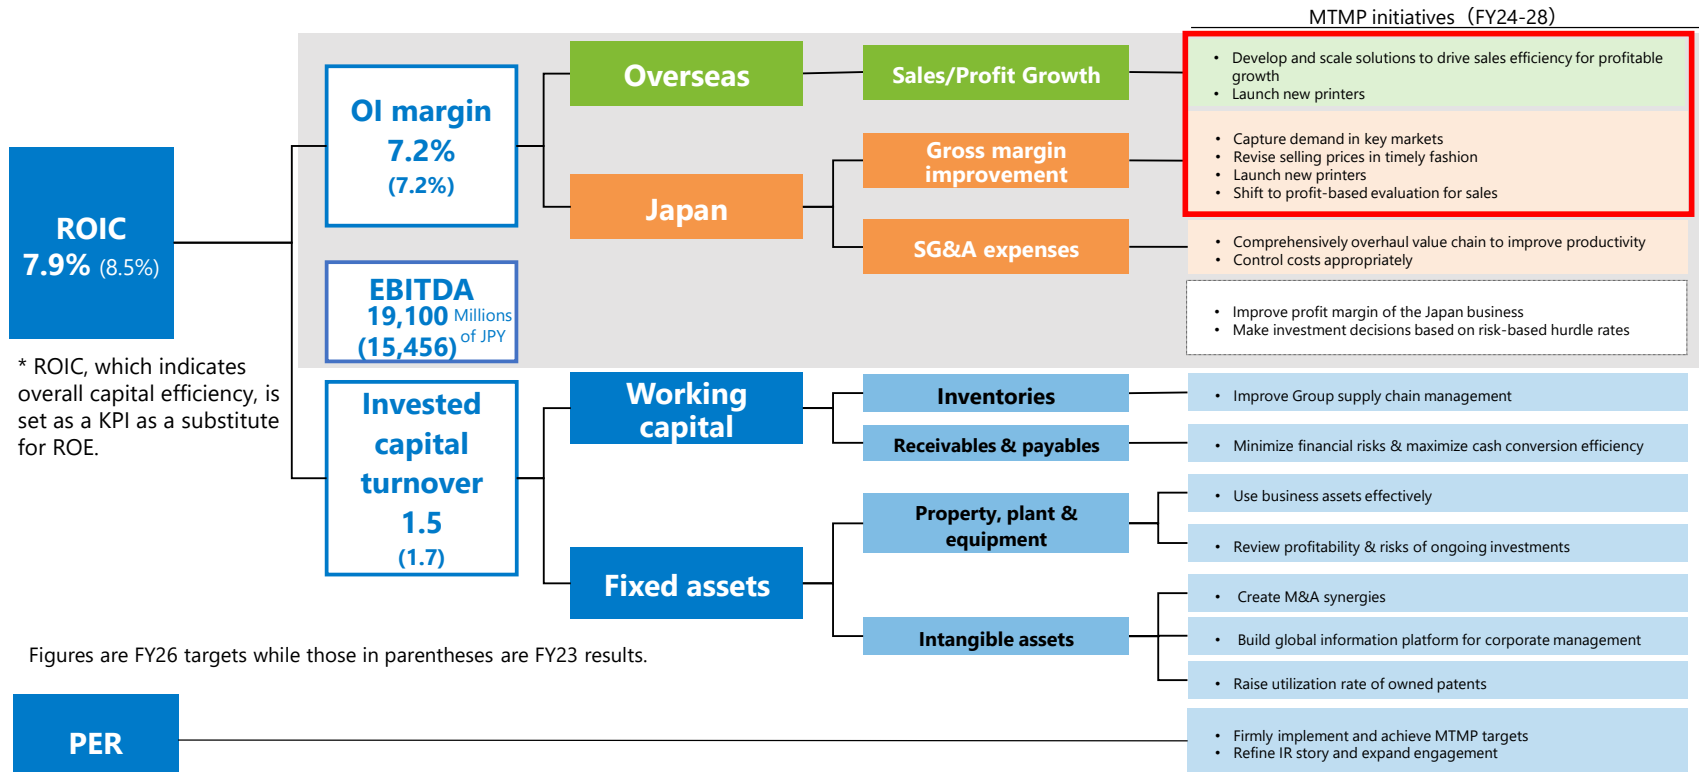 MTMP initiatives（FY24-28）
ROIC
7.9% (8.5%)
* ROIC, which indicates
overall capital efficiency, is
set as a KPI as a substitute
for ROE.
OI margin
7.2%
(7.2%)
EBITDA
19,100 Millions
(15,456) of JPY
Invested
capital
turnover
1.5
(1.7)
Overseas
Japan
Working
capital
Fixed assets
Sales/Profit Growth
Gross margin
improvement
SG&A expenses
Inventories
Receivables & payables
Property, plant &
equipment
Intangible assets
• Develop and scale solutions to drive sales efficiency for profitable
growth
• Launch new printers
• Capture demand in key markets
• Revise selling prices in timely fashion
• Launch new printers
• Shift to profit-based evaluation for sales
• Comprehensively overhaul value chain to improve productivity
• Control costs appropriately
• Improve profit margin of the Japan business
• Make investment decisions based on risk-based hurdle rates
• Improve Group supply chain management
• Minimize financial risks & maximize cash conversion efficiency
• Use business assets effectively
• Review profitability & risks of ongoing investments
• Create M&A synergies
• Build global information platform for corporate management
• Raise utilization rate of owned patents
Figures are FY26 targets while those in parentheses are FY23 results.
PER
• Firmly implement and achieve MTMP targets
• Refine IR story and expand engagement